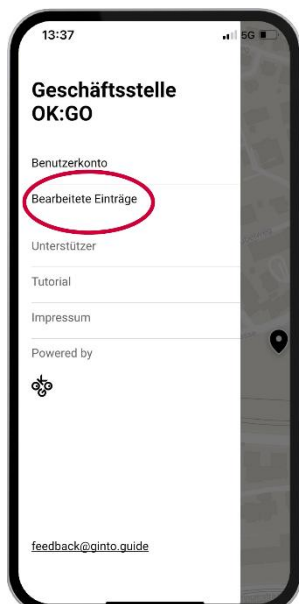 13:37
5G
Geschäftsstelle
OK:GO
Benutzerkonto
Bearbeitete Einträge
Unterstützer
Tutorial
Impressum
Powered by
feedback@ginto.guide